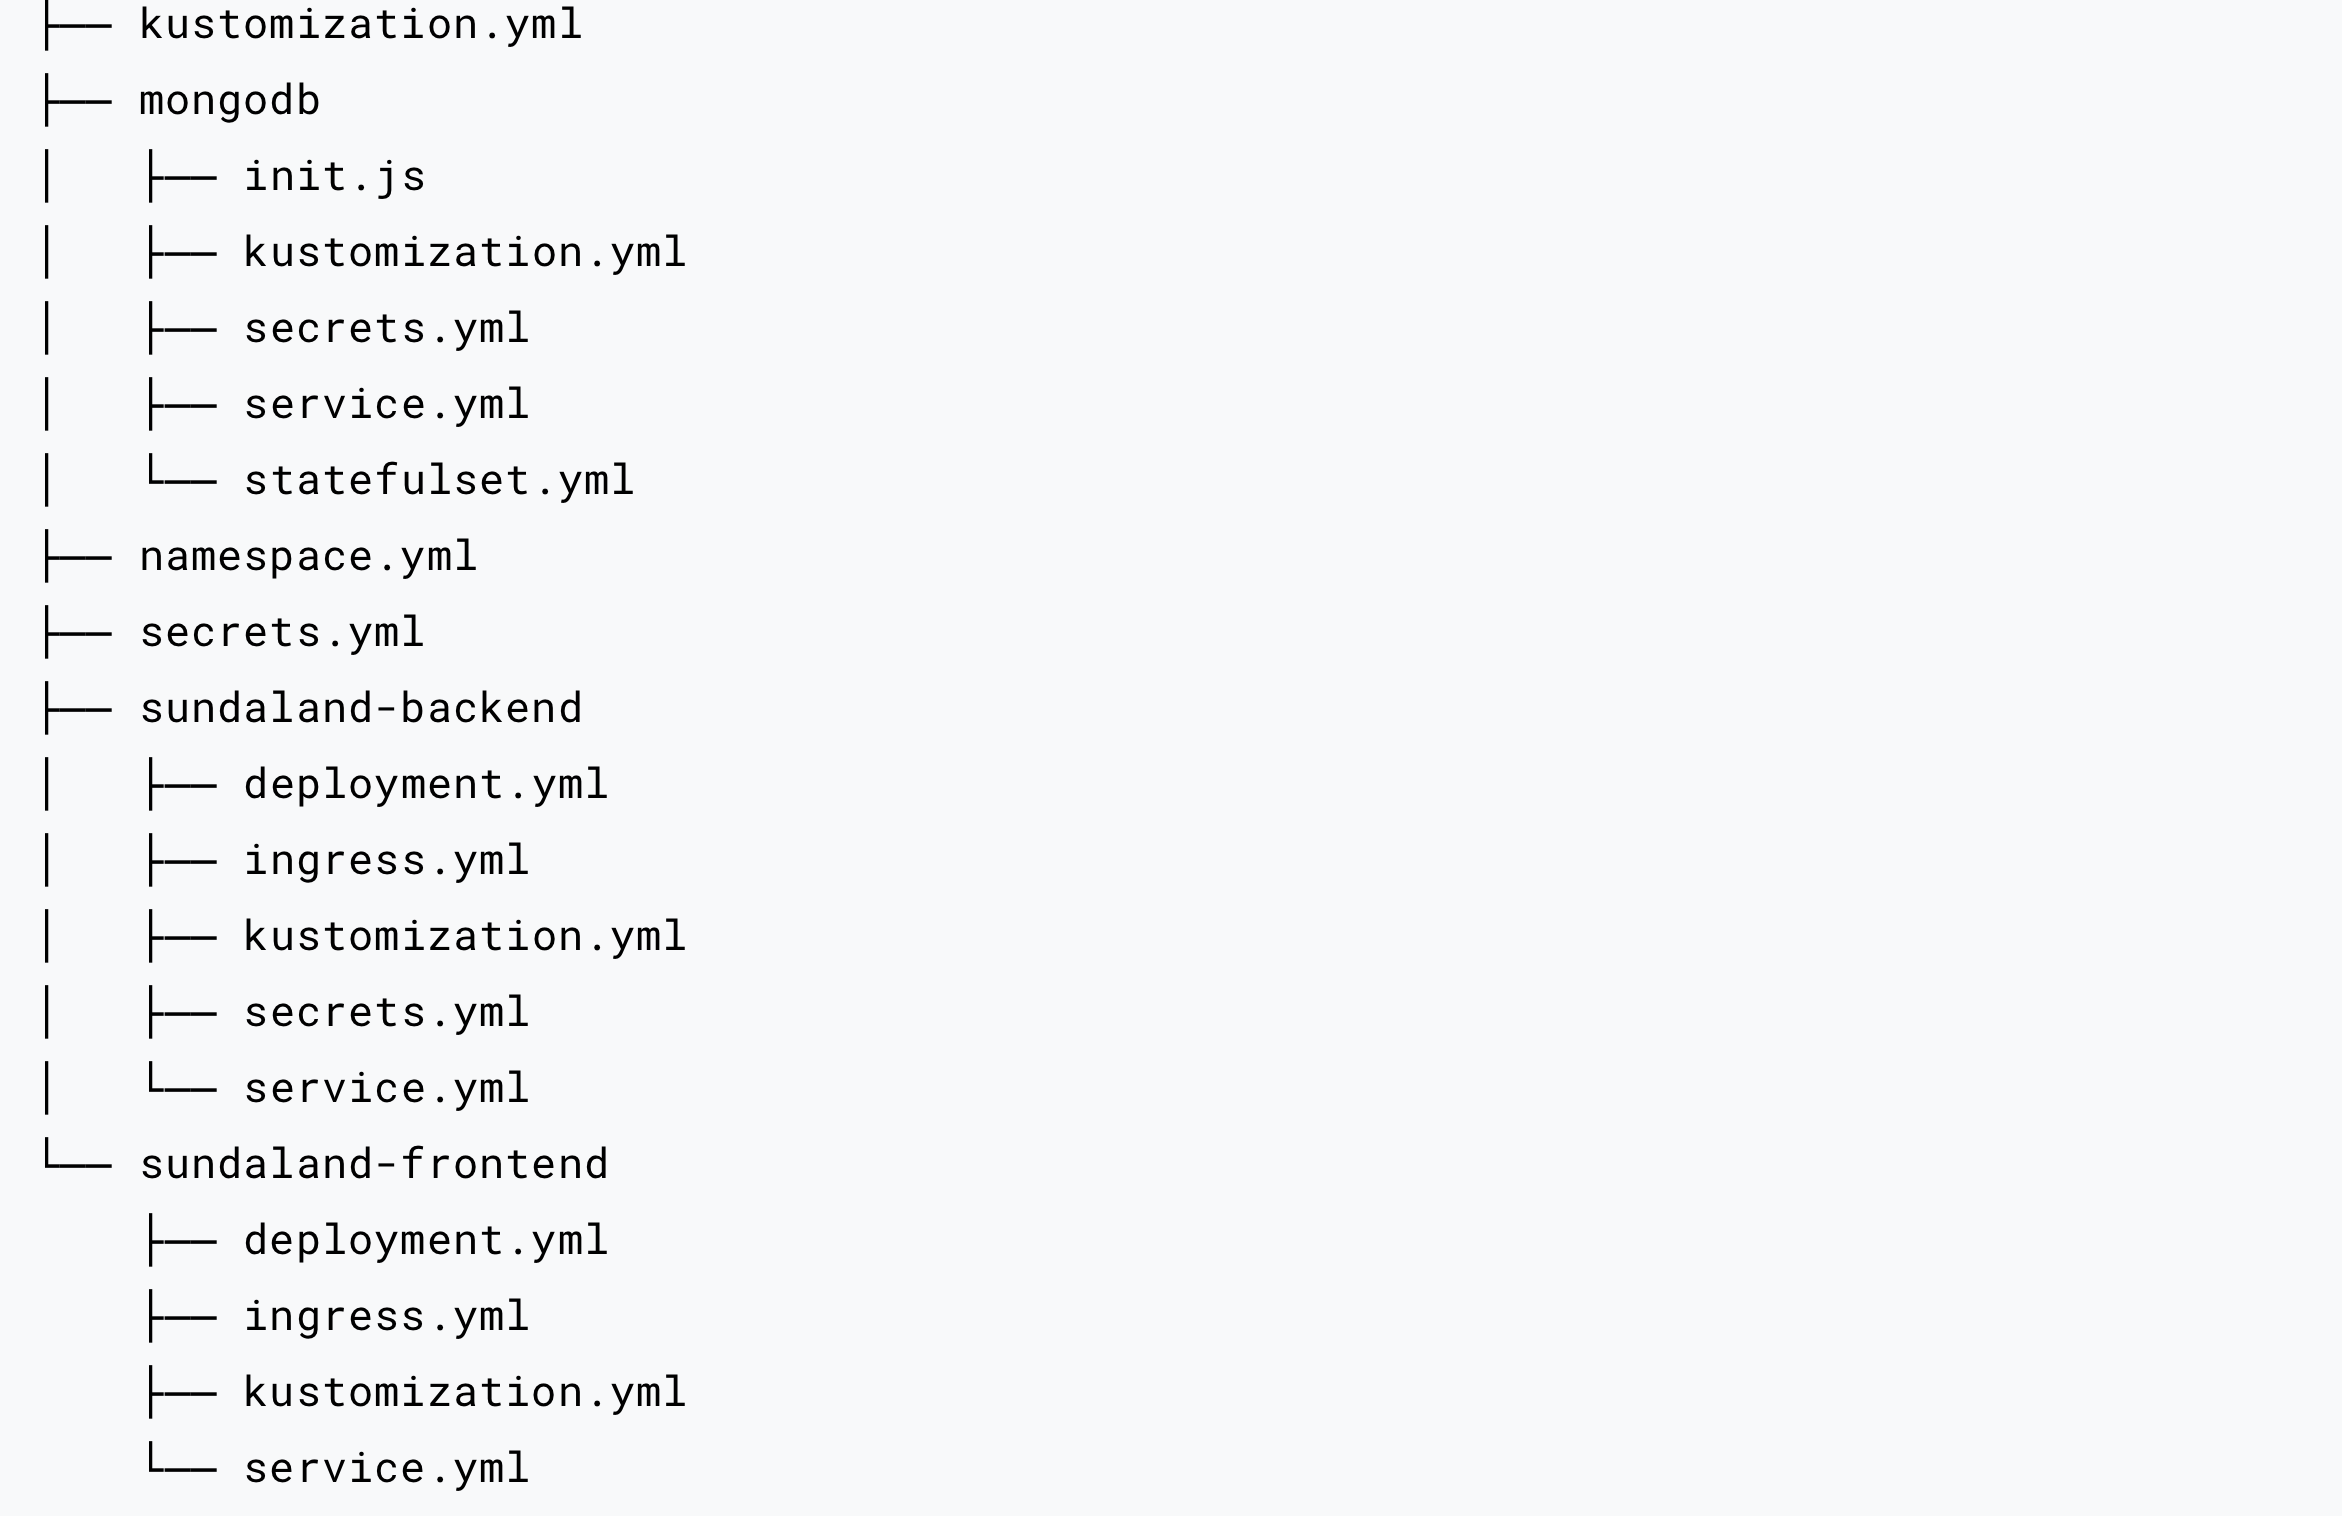 ├── kustomization.yml
├── mongodb
│   ├── init.js
│   ├── kustomization.yml
│   ├── secrets.yml
│   ├── service.yml
│   └── statefulset.yml
├── namespace.yml
├── secrets.yml
├── sundaland-backend
│   ├── deployment.yml
│   ├── ingress.yml
│   ├── kustomization.yml
│   ├── secrets.yml
│   └── service.yml
└── sundaland-frontend
    ├── deployment.yml
    ├── ingress.yml
    ├── kustomization.yml
    └── service.yml